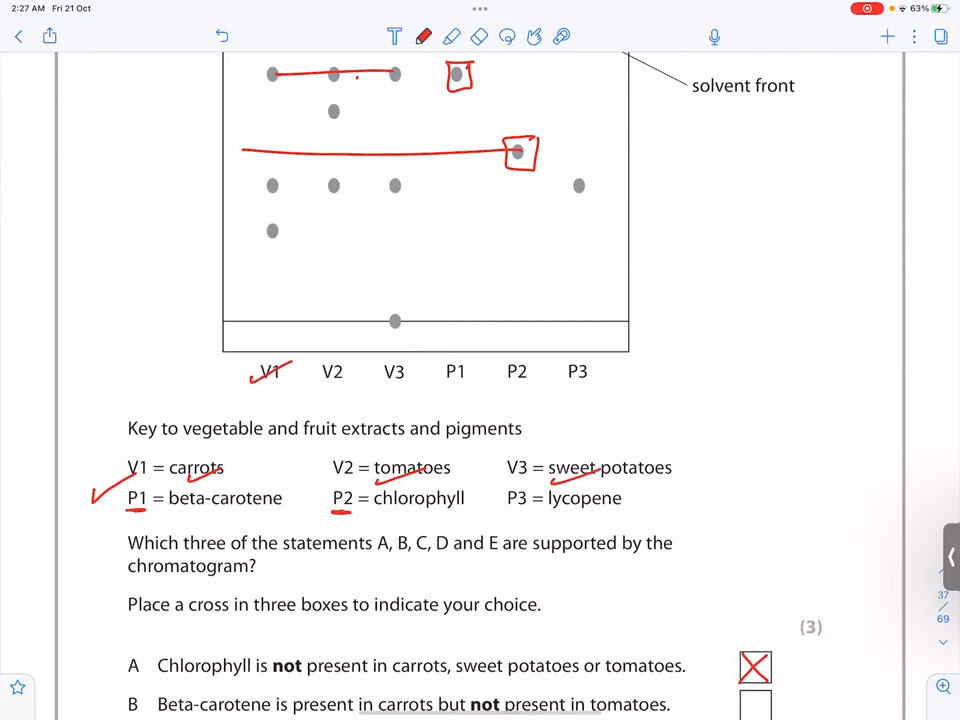 2:27 AM Fri 21 Oct
63%
T
solvent front
V1 V2 V3 P1 P2 P3
Key to vegetable and fruit extracts and pigments
V1 = carrots V2 = tomatoes V3 = sweet potatoes
P1 = beta-carotene P2 = chlorophyll P3 = lycopene
Which three of the statements A, B, C, D and E are supported by the
chromatogram?
Place a cross in three boxes to indicate your choice.
(3)
37
/
69
A Chlorophyll is not present in carrots, sweet potatoes or tomatoes.
B Beta-carotene is present in carrots but not present in tomatoes.